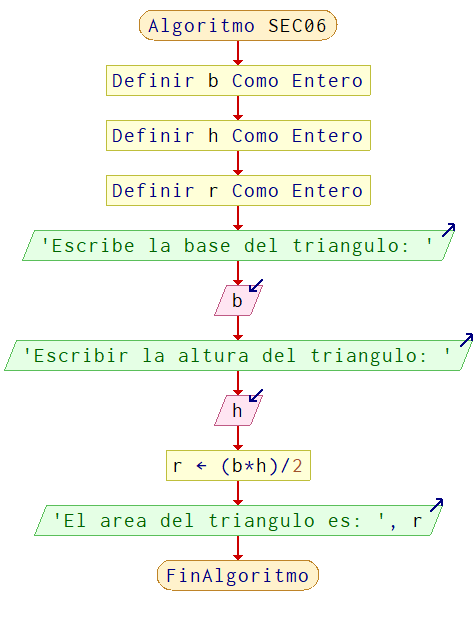 Algoritmo SEC06
Definir b Como Entero
Definir h Como Entero
Definir r Como Entero
'Escribe la base del triangulo: '
b
'Escribir la altura del triangulo: '
h
r ← (b*h)/2
'El area del triangulo es: ', r
FinAlgoritmo